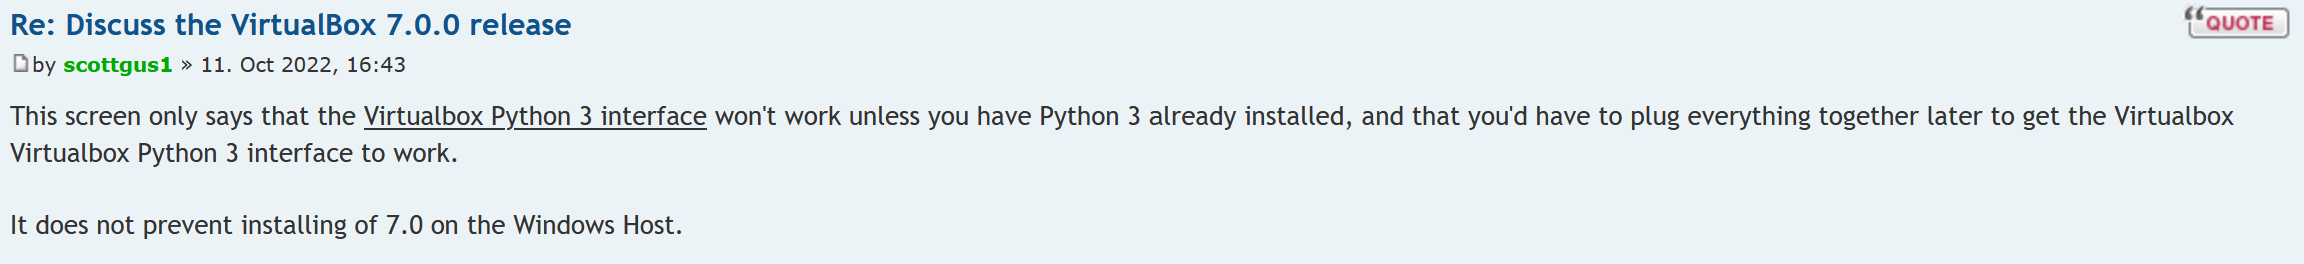 Re: Discuss the VirtualBox 7.0.0 release
QUOTE
by scottgus1 » 11. Oct 2022, 16:43
This screen only says that the Virtualbox Python 3 interface won't work unless you have Python 3 already installed, and that you'd have to plug everything together later to get the Virtualbox
Virtualbox Python 3 interface to work.
It does not prevent installing of 7.0 on the Windows Host.